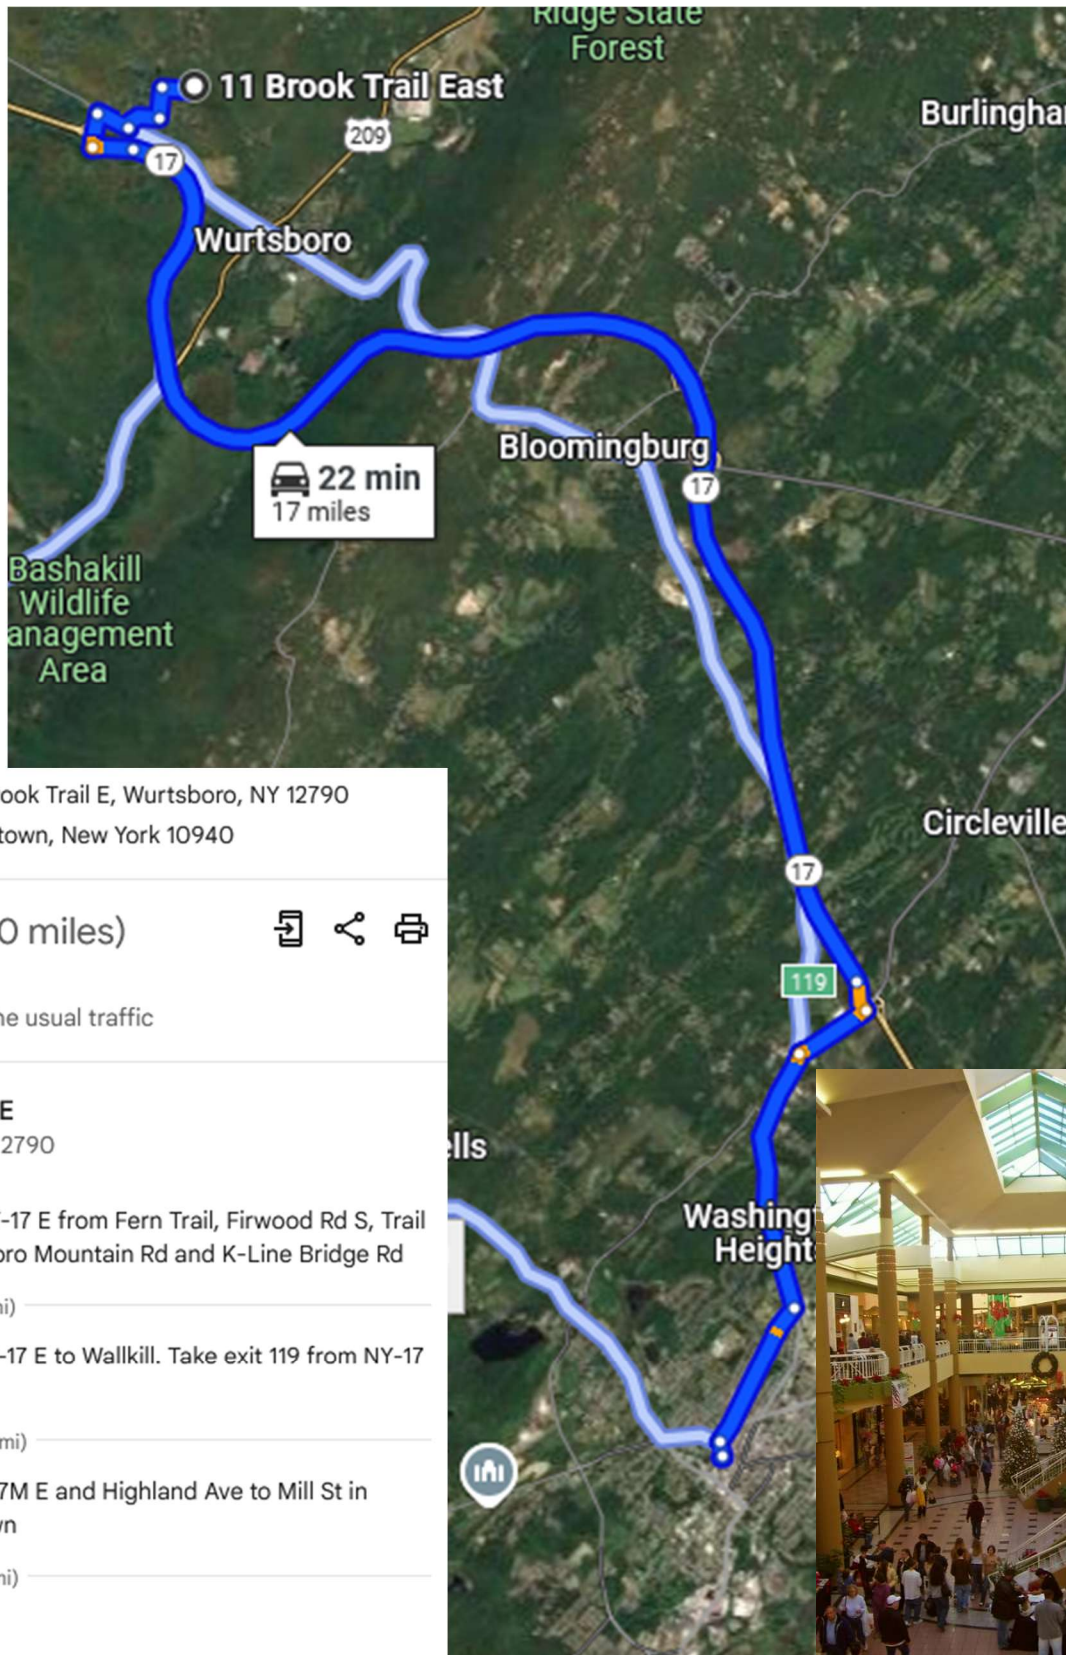 Ridge State
Forest
11 Brook Trail East
209
Burlingha
17
Wurtsboro
Bloomingburg
17
22 min
17 miles
Bashakill
Wildlife
anagement
Area
ook Trail E, Wurtsboro, NY 12790
town, New York 10940
Circleville
17
0 miles)
119
ne usual traffic
E
2790
ells
-17 E from Fern Trail, Firwood Rd S, Trail
oro Mountain Rd and K-Line Bridge Rd
Washing
Height
ni)
-17 E to Wallkill. Take exit 119 from NY-17
mi)
7M E and Highland Ave to Mill St in
vn
ni)